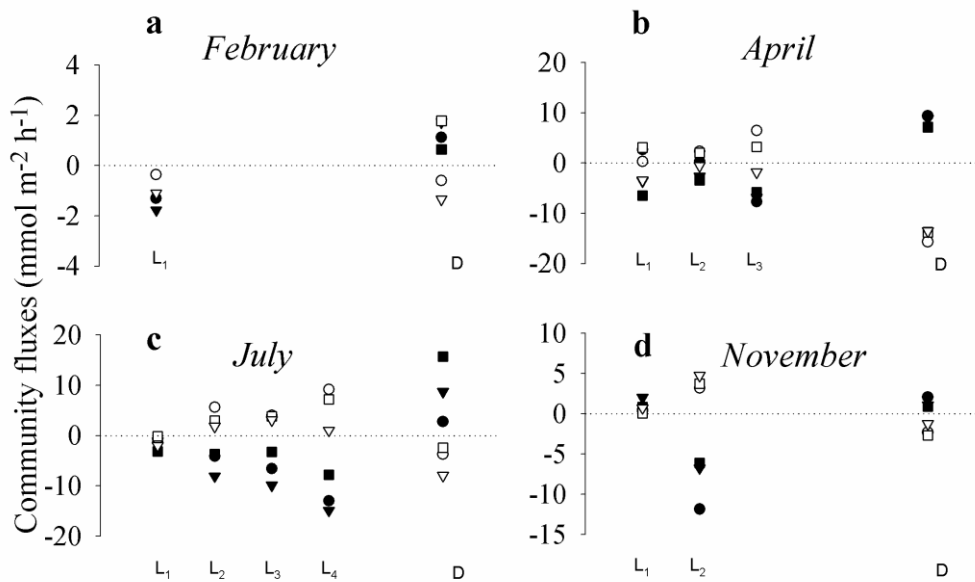 Community fluxes (mmol m⁻² h⁻¹)
a
February
4
2
0
-2
-4
L₁
D
b
April
20
10
0
-10
-20
L₁ L₂ L₃
D
c
July
20
10
0
-10
-20
L₁ L₂ L₃ L₄
D
d
November
10
5
0
-5
-10
-15
L₁ L₂
D